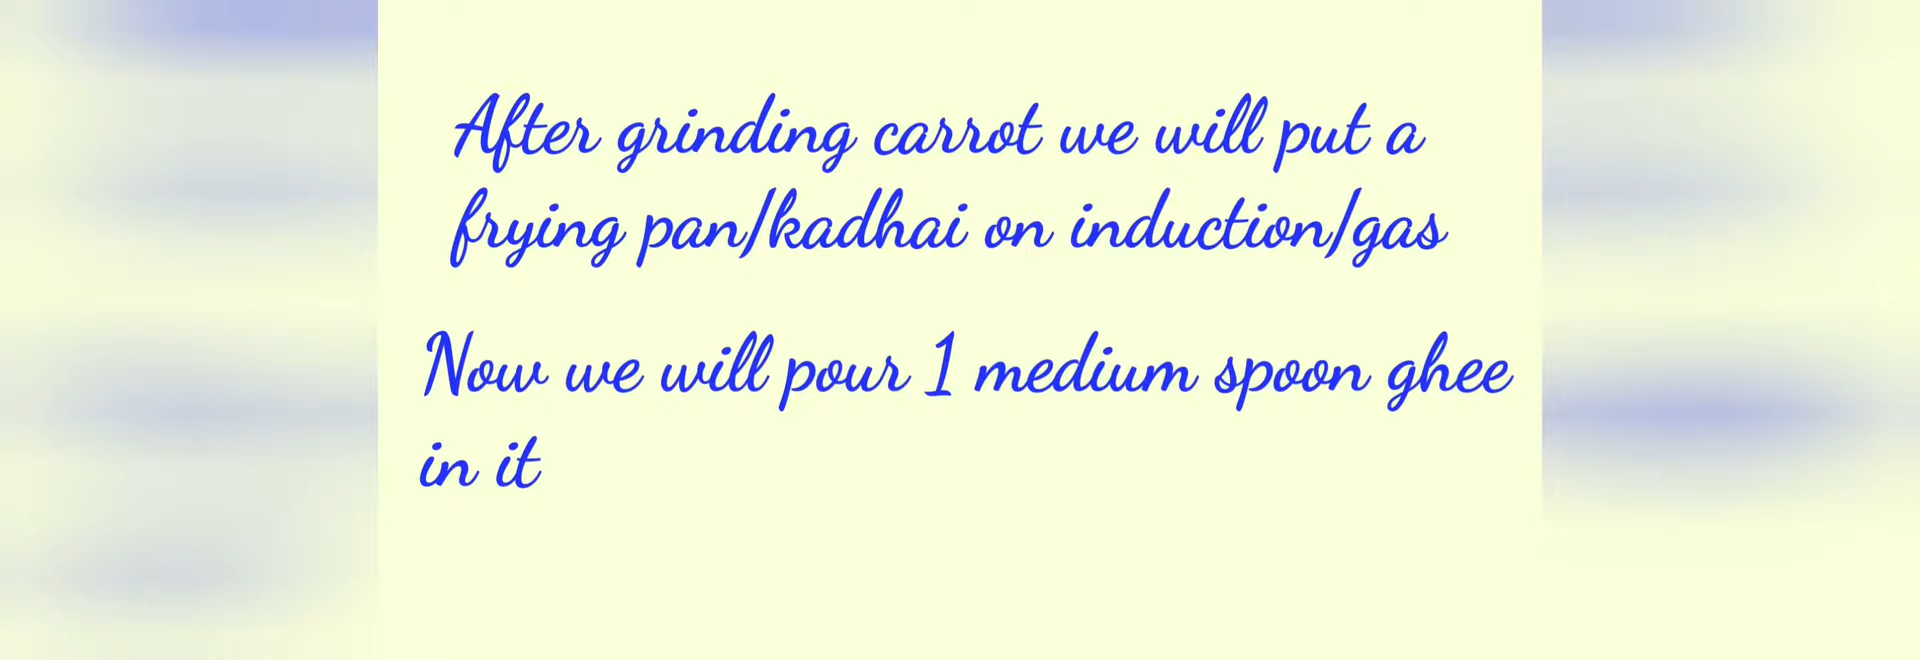 After grinding carrot we will put a
frying pan/kadhai on induction/gas
Now we will pour 1 medium spoon ghee
in it